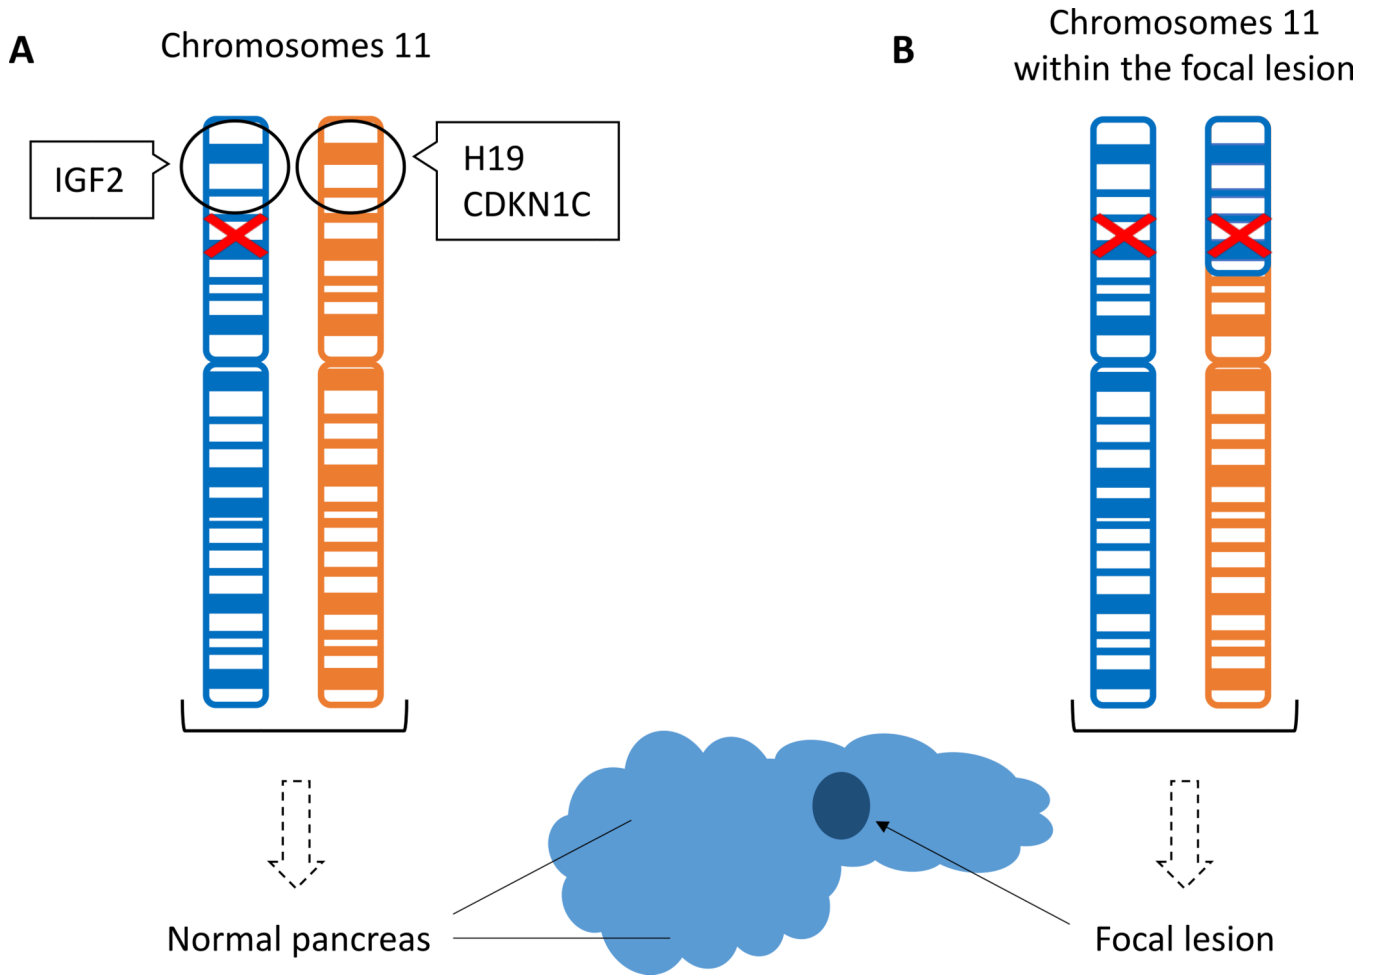 A
Chromosomes 11
IGF2
H19
CDKN1C
Normal pancreas
B
Chromosomes 11
within the focal lesion
Focal lesion